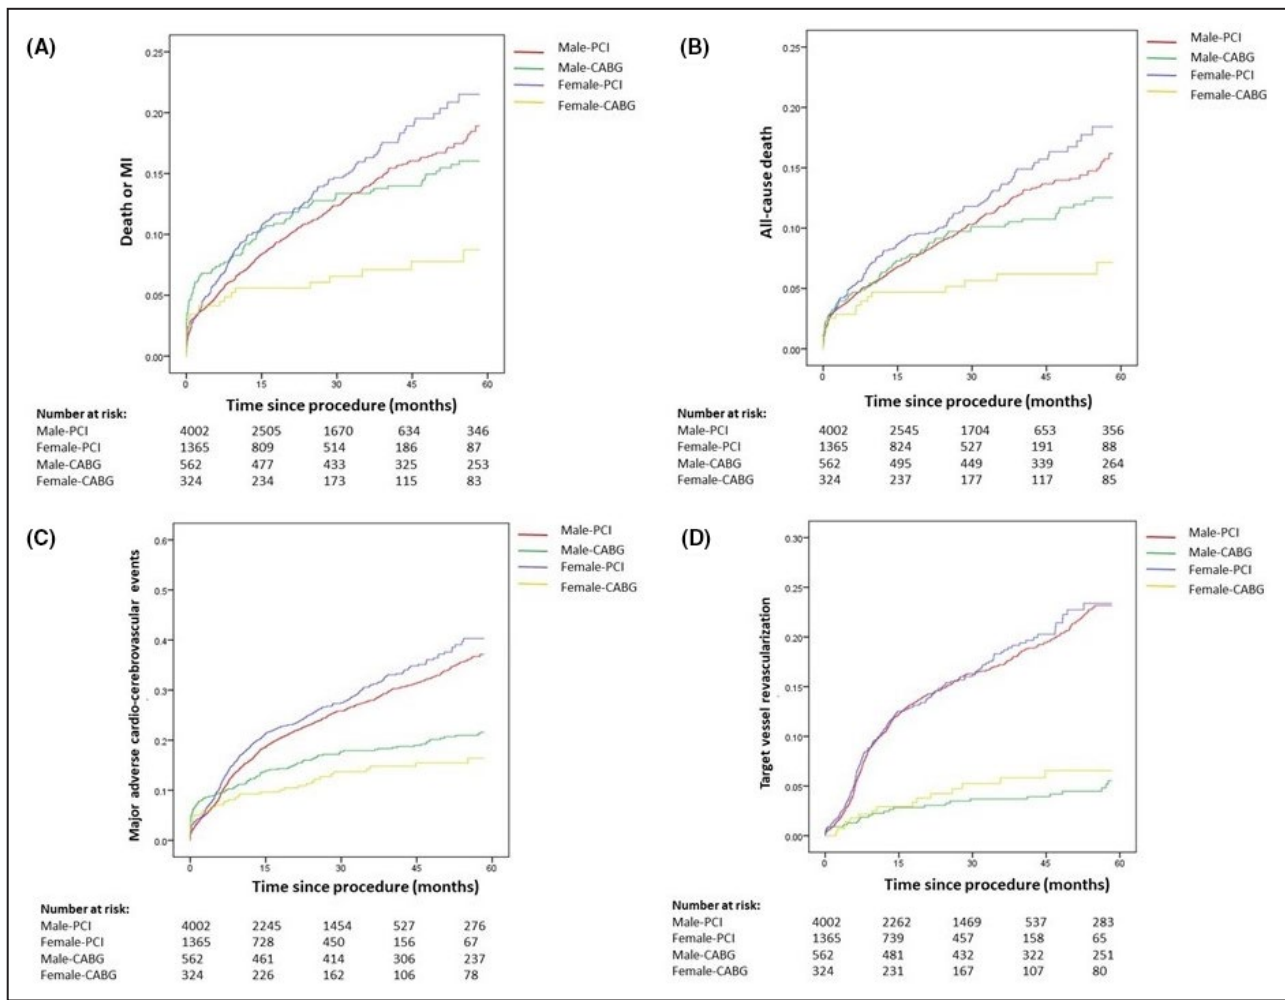 (A)
Death or MI
0.25
0.20
0.15
0.10
0.05
0.00
0 15 30 45 60
Time since procedure (months)
Male-PCI
Male-CABG
Female-PCI
Female-CABG
Number at risk:
Male-PCI 4002 2505 1670 634 346
Female-PCI 1365 809 514 186 87
Male-CABG 562 477 433 325 253
Female-CABG 324 234 173 115 83
(B)
All-cause death
0.25
0.20
0.15
0.10
0.05
0.00
0 15 30 45 60
Time since procedure (months)
Male-PCI
Male-CABG
Female-PCI
Female-CABG
Number at risk:
Male-PCI 4002 2545 1704 653 356
Female-PCI 1365 824 527 191 88
Male-CABG 562 495 449 339 264
Female-CABG 324 237 177 117 85
(C)
Major adverse cardio-cerebrovascular events
0.6
0.5
0.4
0.3
0.2
0.1
0.0
0 15 30 45 60
Time since procedure (months)
Male-PCI
Male-CABG
Female-PCI
Female-CABG
Number at risk:
Male-PCI 4002 2245 1454 527 276
Female-PCI 1365 728 450 156 67
Male-CABG 562 461 414 306 237
Female-CABG 324 226 162 106 78
(D)
Target vessel revascularization
0.30
0.25
0.20
0.15
0.10
0.05
0.00
0 15 30 45 60
Time since procedure (months)
Male-PCI
Male-CABG
Female-PCI
Female-CABG
Number at risk:
Male-PCI 4002 2262 1469 537 283
Female-PCI 1365 739 457 158 65
Male-CABG 562 481 432 322 251
Female-CABG 324 231 167 107 80